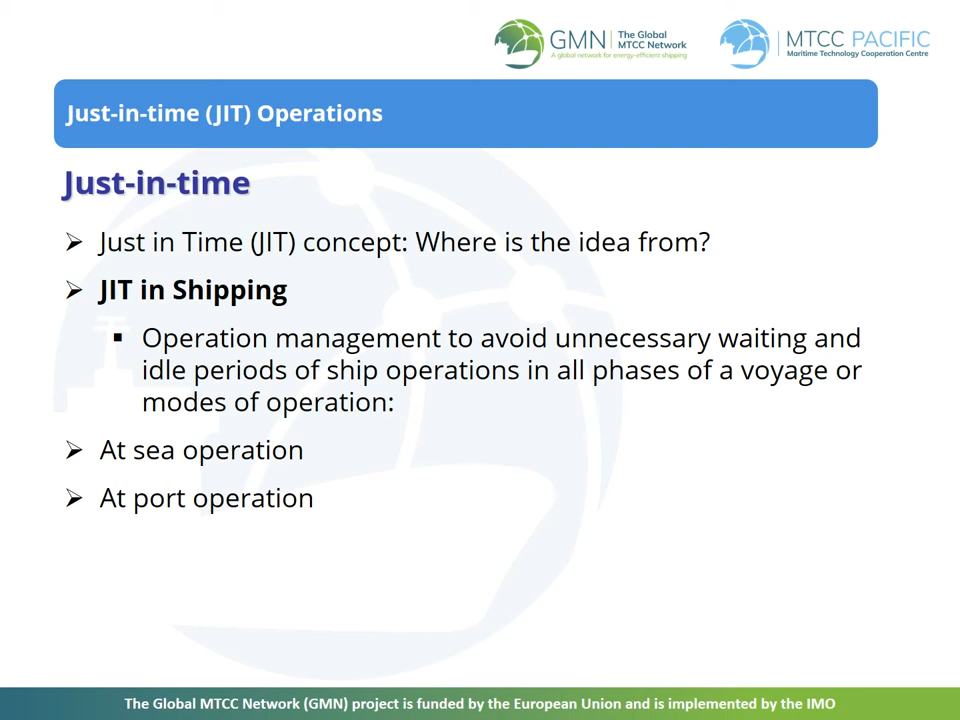 GMN
The Global
MTCC Network
A global network for energy-efficient shipping
MTCC PACIFIC
Maritime Technology Cooperation Centre
Just-in-time (JIT) Operations
Just-in-time
Just in Time (JIT) concept: Where is the idea from?
JIT in Shipping
Operation management to avoid unnecessary waiting and
idle periods of ship operations in all phases of a voyage or
modes of operation:
At sea operation
At port operation
The Global MTCC Network (GMN) project is funded by the European Union and is implemented by the IMO